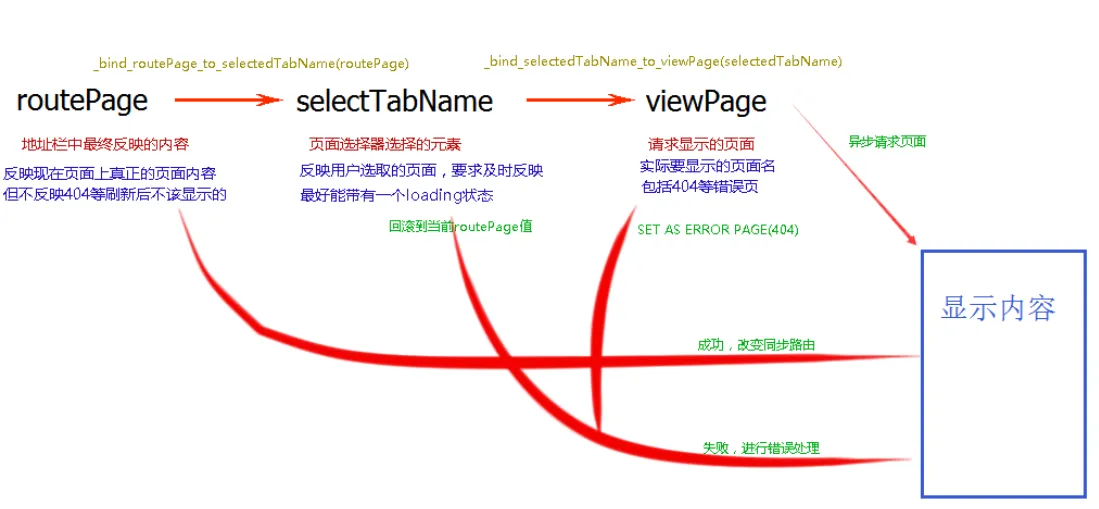 _bind_routePage_to_selectedTabName(routePage)
_bind_selectedTabName_to_viewPage(selectedTabName)
routePage
selectTabName
viewPage
地址栏中最终反映的内容
页面选择器选择的元素
请求显示的页面
异步请求页面
反映现在页面上真正的页面内容
但不反映404等刷新后不该显示的
反映用户选取的页面，要求及时反映
最好能带有一个loading状态
实际要显示的页面名
包括404等错误页
回滚到当前routePage值
SET AS ERROR PAGE(404)
显示内容
成功，改变同步路由
失败，进行错误处理